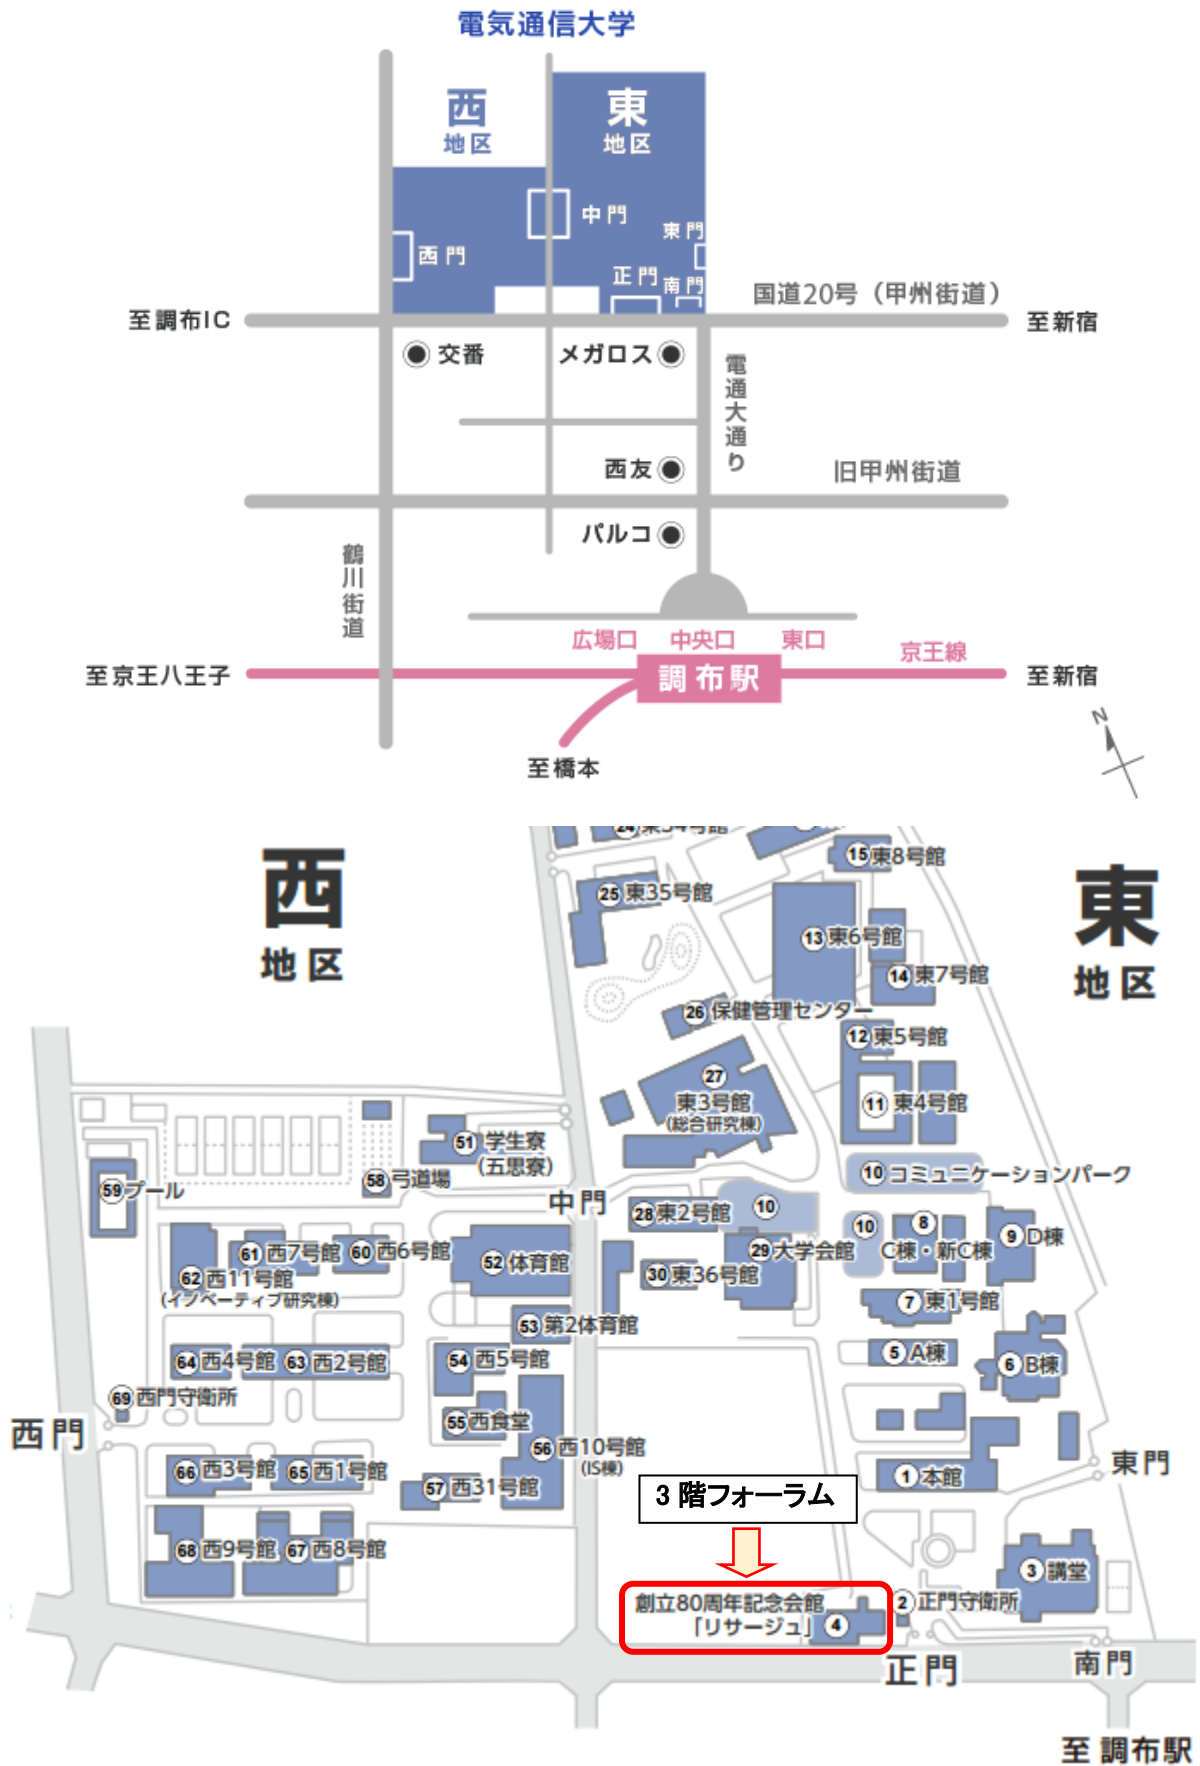 電気通信大学
西
地区
東
地区
中門
東門
西門
正門
南門
国道20号（甲州街道）
至調布IC
至新宿
交番
メガロス
電通大通り
西友
旧甲州街道
パルコ
鶴川街道
広場口
中央口
東口
京王線
至京王八王子
調布駅
至新宿
N
至橋本
西
地区
東
地区
24 東34号館
15 東8号館
25 東35号館
13 東6号館
14 東7号館
26 保健管理センター
12 東5号館
27
東3号館
(総合研究棟)
11 東4号館
51 学生寮
(五思寮)
58 弓道場
59 プール
10 コミュニケーションパーク
中門
28 東2号館
10
10
8
C棟・新C棟
9 D棟
61 西7号館
60 西6号館
62 西11号館
(イノベーティブ研究棟)
52 体育館
29 大学会館
30 東36号館
7 東1号館
53 第2体育館
64 西4号館
63 西2号館
54 西5号館
5 A棟
6 B棟
69 西門守衛所
55 西食堂
西門
56 西10号館
(IS棟)
66 西3号館
65 西1号館
57 西31号館
1 本館
東門
3階フォーラム
68 西9号館
67 西8号館
3 講堂
創立80周年記念会館
「リサージュ」
4
2 正門守衛所
正門
南門
至 調布駅